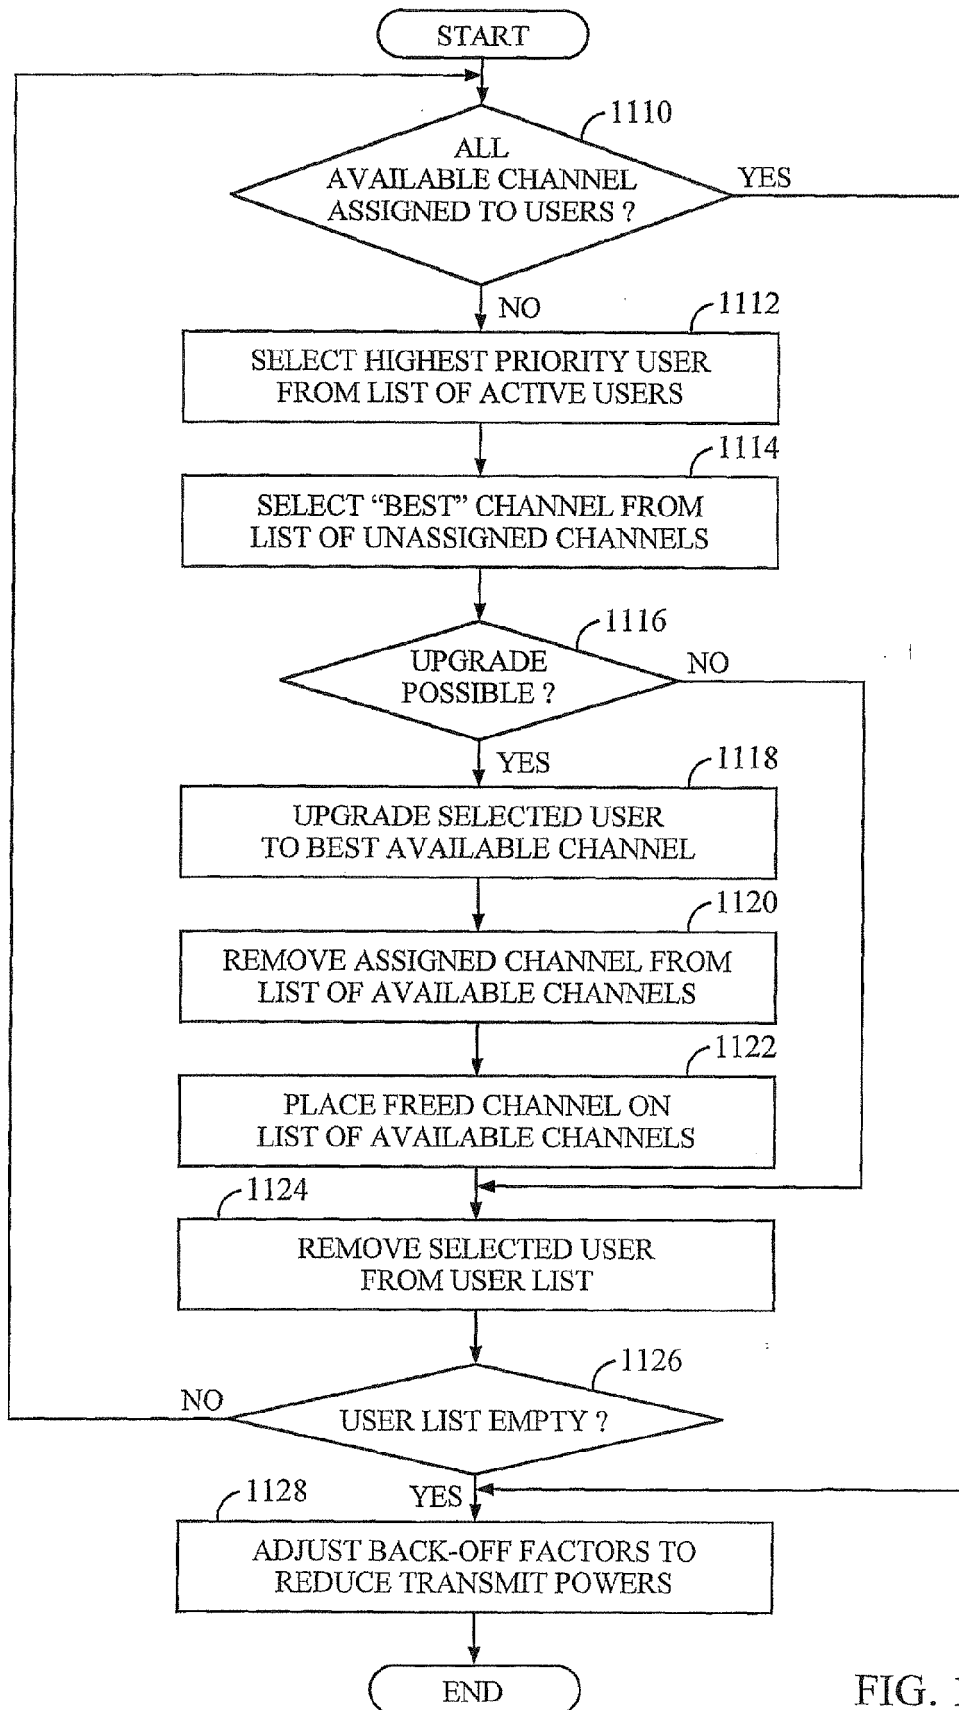 START
1110
ALL
AVAILABLE CHANNEL
ASSIGNED TO USERS ?
YES
NO
1112
SELECT HIGHEST PRIORITY USER
FROM LIST OF ACTIVE USERS
1114
SELECT “BEST” CHANNEL FROM
LIST OF UNASSIGNED CHANNELS
1116
UPGRADE
POSSIBLE ?
NO
YES
1118
UPGRADE SELECTED USER
TO BEST AVAILABLE CHANNEL
1120
REMOVE ASSIGNED CHANNEL FROM
LIST OF AVAILABLE CHANNELS
1122
PLACE FREED CHANNEL ON
LIST OF AVAILABLE CHANNELS
1124
REMOVE SELECTED USER
FROM USER LIST
1126
NO
USER LIST EMPTY ?
1128
YES
ADJUST BACK-OFF FACTORS TO
REDUCE TRANSMIT POWERS
END
FIG.